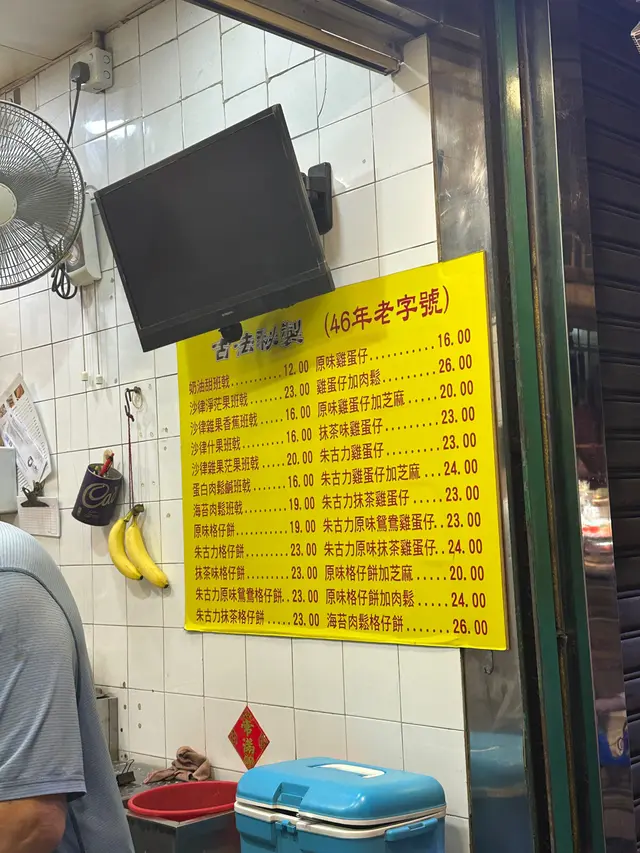 古法秘製 (46年老字號)
奶油甜班戟............12.00 原味雞蛋仔............16.00
沙律淨芒果班戟......23.00 雞蛋仔加肉鬆..........26.00
沙律雜果香蕉班戟....16.00 原味雞蛋仔加芝麻......20.00
沙律什果班戟........16.00 抹茶味雞蛋仔..........23.00
沙律雜果芒果班戟....20.00 朱古力雞蛋仔..........23.00
蛋白肉鬆鹹班戟......16.00 朱古力雞蛋仔加芝麻....24.00
海苔肉鬆班戟........19.00 朱古力抹茶雞蛋仔......23.00
原味格仔餅..........19.00 朱古力原味鴛鴦雞蛋仔..23.00
朱古力格仔餅........23.00 朱古力原味抹茶雞蛋仔..24.00
抹茶味格仔餅........23.00 原味格仔餅加芝麻......20.00
朱古力原味鴛鴦格仔餅..23.00 原味格仔餅加肉鬆......24.00
朱古力抹茶格仔餅......23.00 海苔肉鬆格仔餅........26.00
常滿